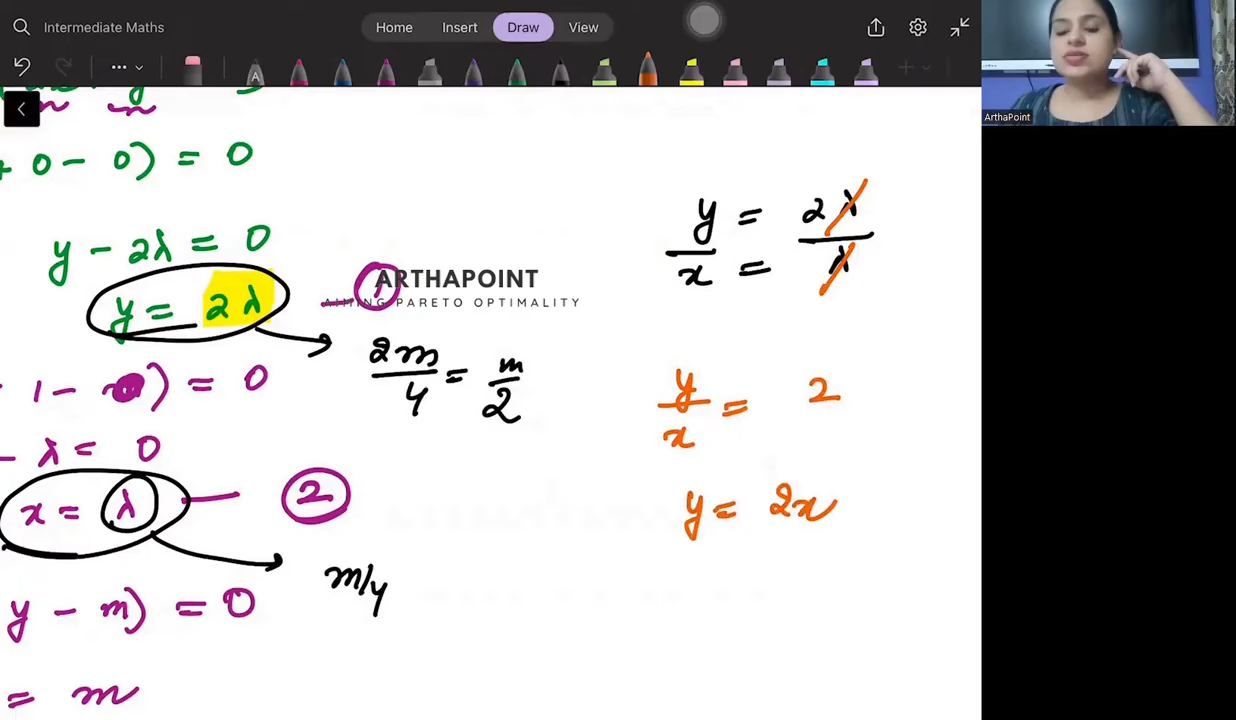 Intermediate Maths
Home Insert Draw View
ArthaPoint
+ 0 - 0) = 0
y - 2λ = 0
y = 2λ — 1
ARTHAPOINT
AIMING PARETO OPTIMALITY
2m/4 = m/2
1 - ) = 0
- λ = 0
x = λ — 2
m/4
y - m) = 0
= m
y = 2λ
x = λ
y/x = 2
y = 2x